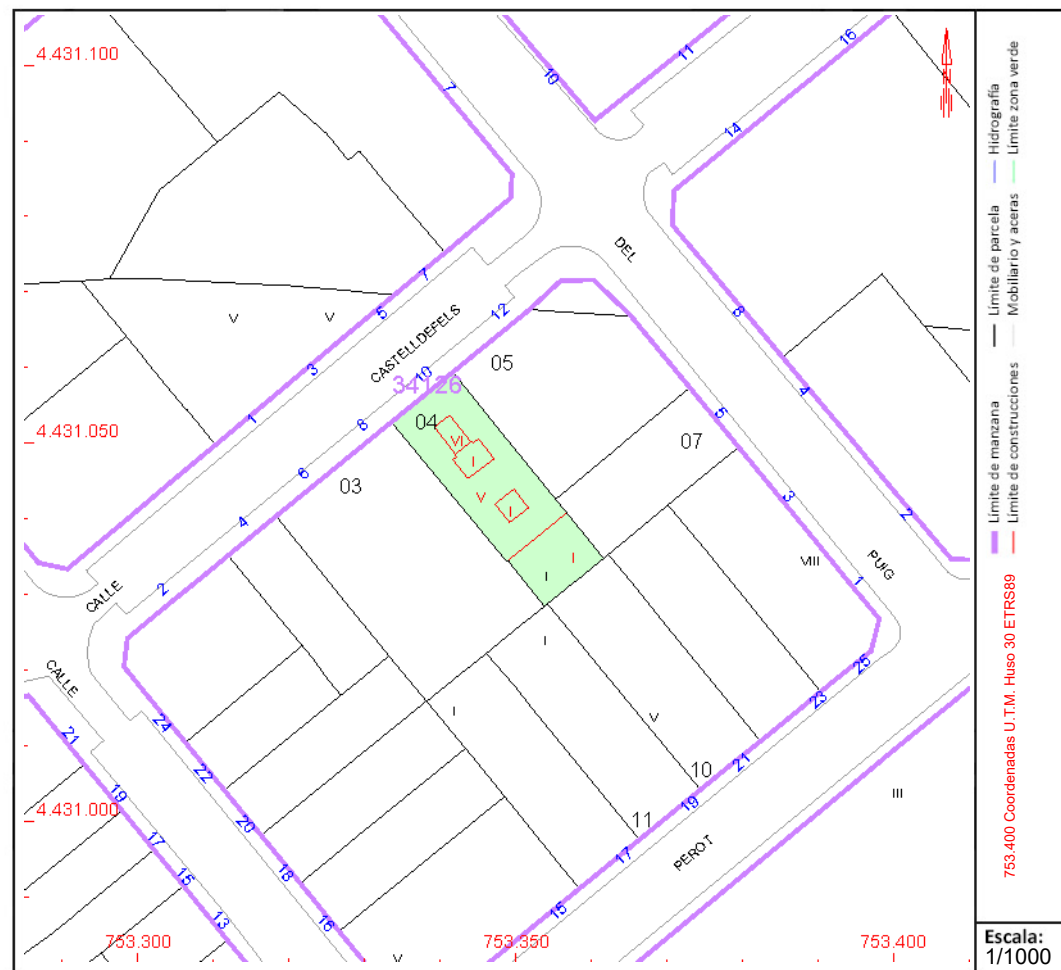 4.431.100
7
10
11
16
14
DEL
7
5
3
1
12
10
8
6
4
2
CASTELLDEFELS
V
V
34126
05
04
03
07
VI
I
V
I
I
I
I
I
V
8
4
2
5
3
1
VIII
PUIG
25
23
21
19
17
15
10
11
PEROT
III
4.431.050
CALLE
CALLE
24
22
20
18
16
21
19
17
15
13
V
4.431.000
753.300
753.350
753.400
Hidrografía
Límite zona verde
Límite de parcela
Mobiliario y aceras
Límite de manzana
Límite de construcciones
753.400 Coordenadas U.T.M. Huso 30 ETRS89
Escala:
1/1000